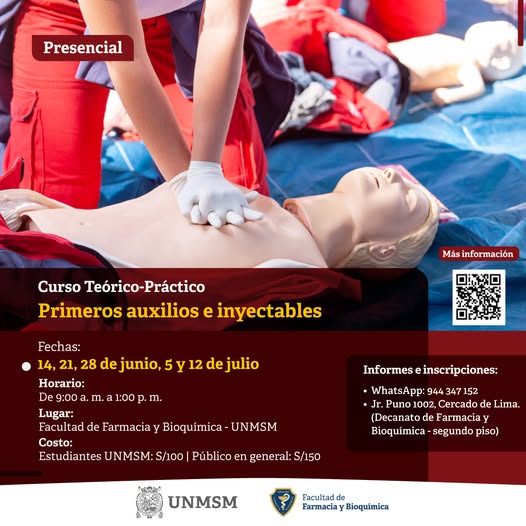 Presencial
Más información
Curso Teórico-Práctico
Primeros auxilios e inyectables
Fechas:
14, 21, 28 de junio, 5 y 12 de julio
Horario:
De 9:00 a. m. a 1:00 p. m.
Lugar:
Facultad de Farmacia y Bioquímica - UNMSM
Costo:
Estudiantes UNMSM: S/100 | Público en general: S/150
Informes e inscripciones:
• WhatsApp: 944 347 152
• Jr. Puno 1002, Cercado de Lima.
(Decanato de Farmacia y
Bioquímica - segundo piso)
UNMSM
Facultad de
Farmacia y Bioquímica